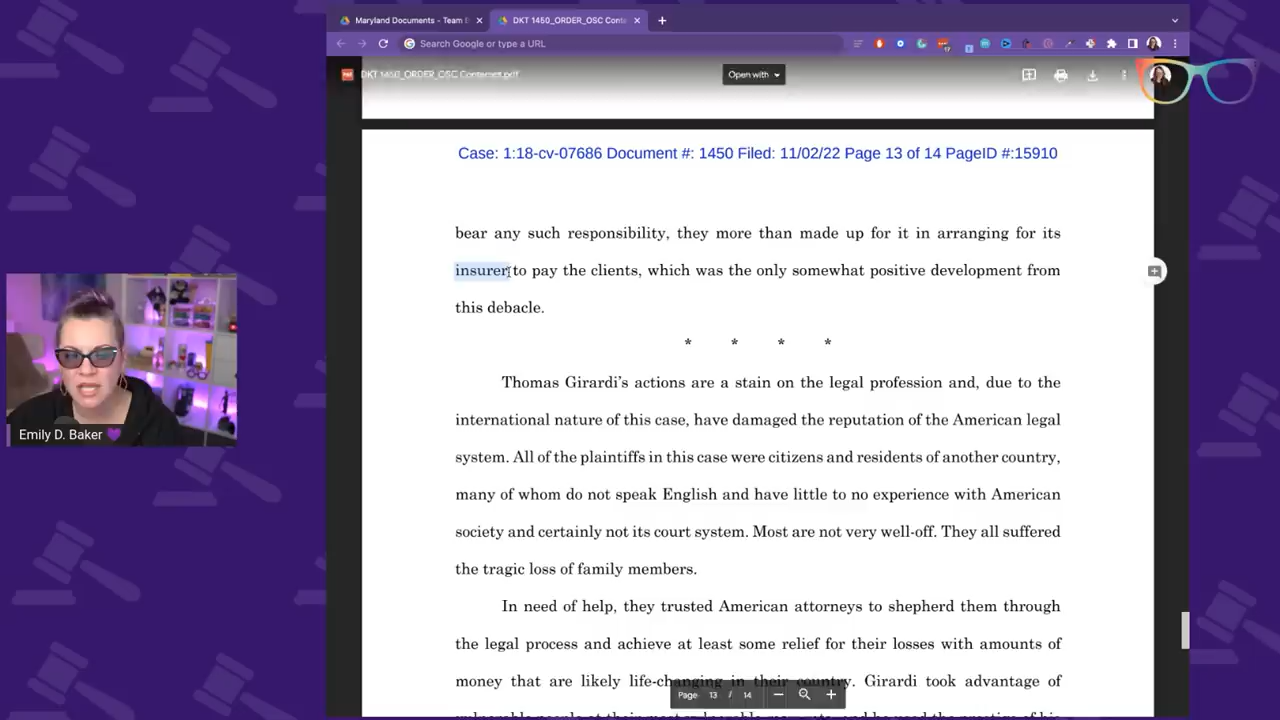 Maryland Documents - Team
DKT 1450_ORDER_OSC Conte
Search Google or type a URL
DKT 1450_ORDER_OSC Contempt.pdf
Open with
Case: 1:18-cv-07686 Document #: 1450 Filed: 11/02/22 Page 13 of 14 PageID #:15910
bear any such responsibility, they more than made up for it in arranging for its
insurer to pay the clients, which was the only somewhat positive development from
this debacle.
* * * *
Thomas Girardi’s actions are a stain on the legal profession and, due to the
international nature of this case, have damaged the reputation of the American legal
system. All of the plaintiffs in this case were citizens and residents of another country,
many of whom do not speak English and have little to no experience with American
society and certainly not its court system. Most are not very well-off. They all suffered
the tragic loss of family members.
In need of help, they trusted American attorneys to shepherd them through
the legal process and achieve at least some relief for their losses with amounts of
money that are likely life-changing in their country. Girardi took advantage of
Page 13 / 14
Emily D. Baker 💜